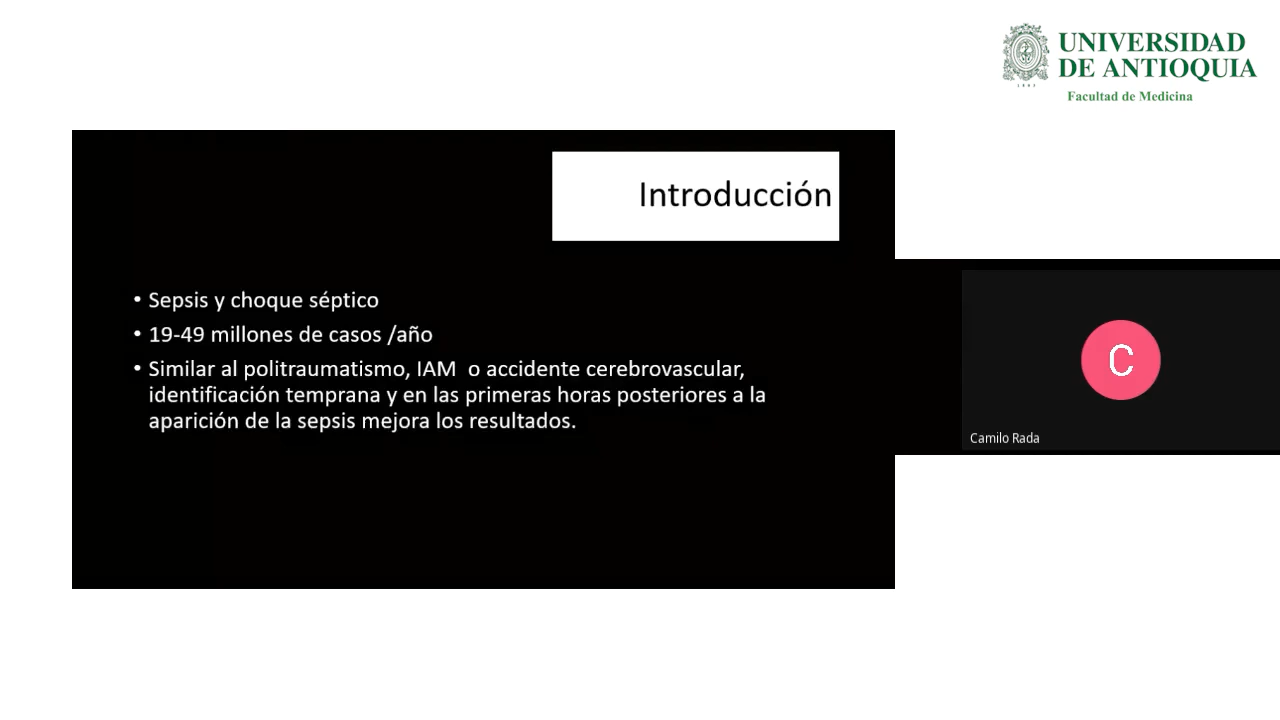 UNIVERSIDAD
DE ANTIOQUIA
1803
Facultad de Medicina
Introducción
• Sepsis y choque séptico
• 19-49 millones de casos /año
• Similar al politraumatismo, IAM  o accidente cerebrovascular,
identificación temprana y en las primeras horas posteriores a la
aparición de la sepsis mejora los resultados.
C
Camilo Rada